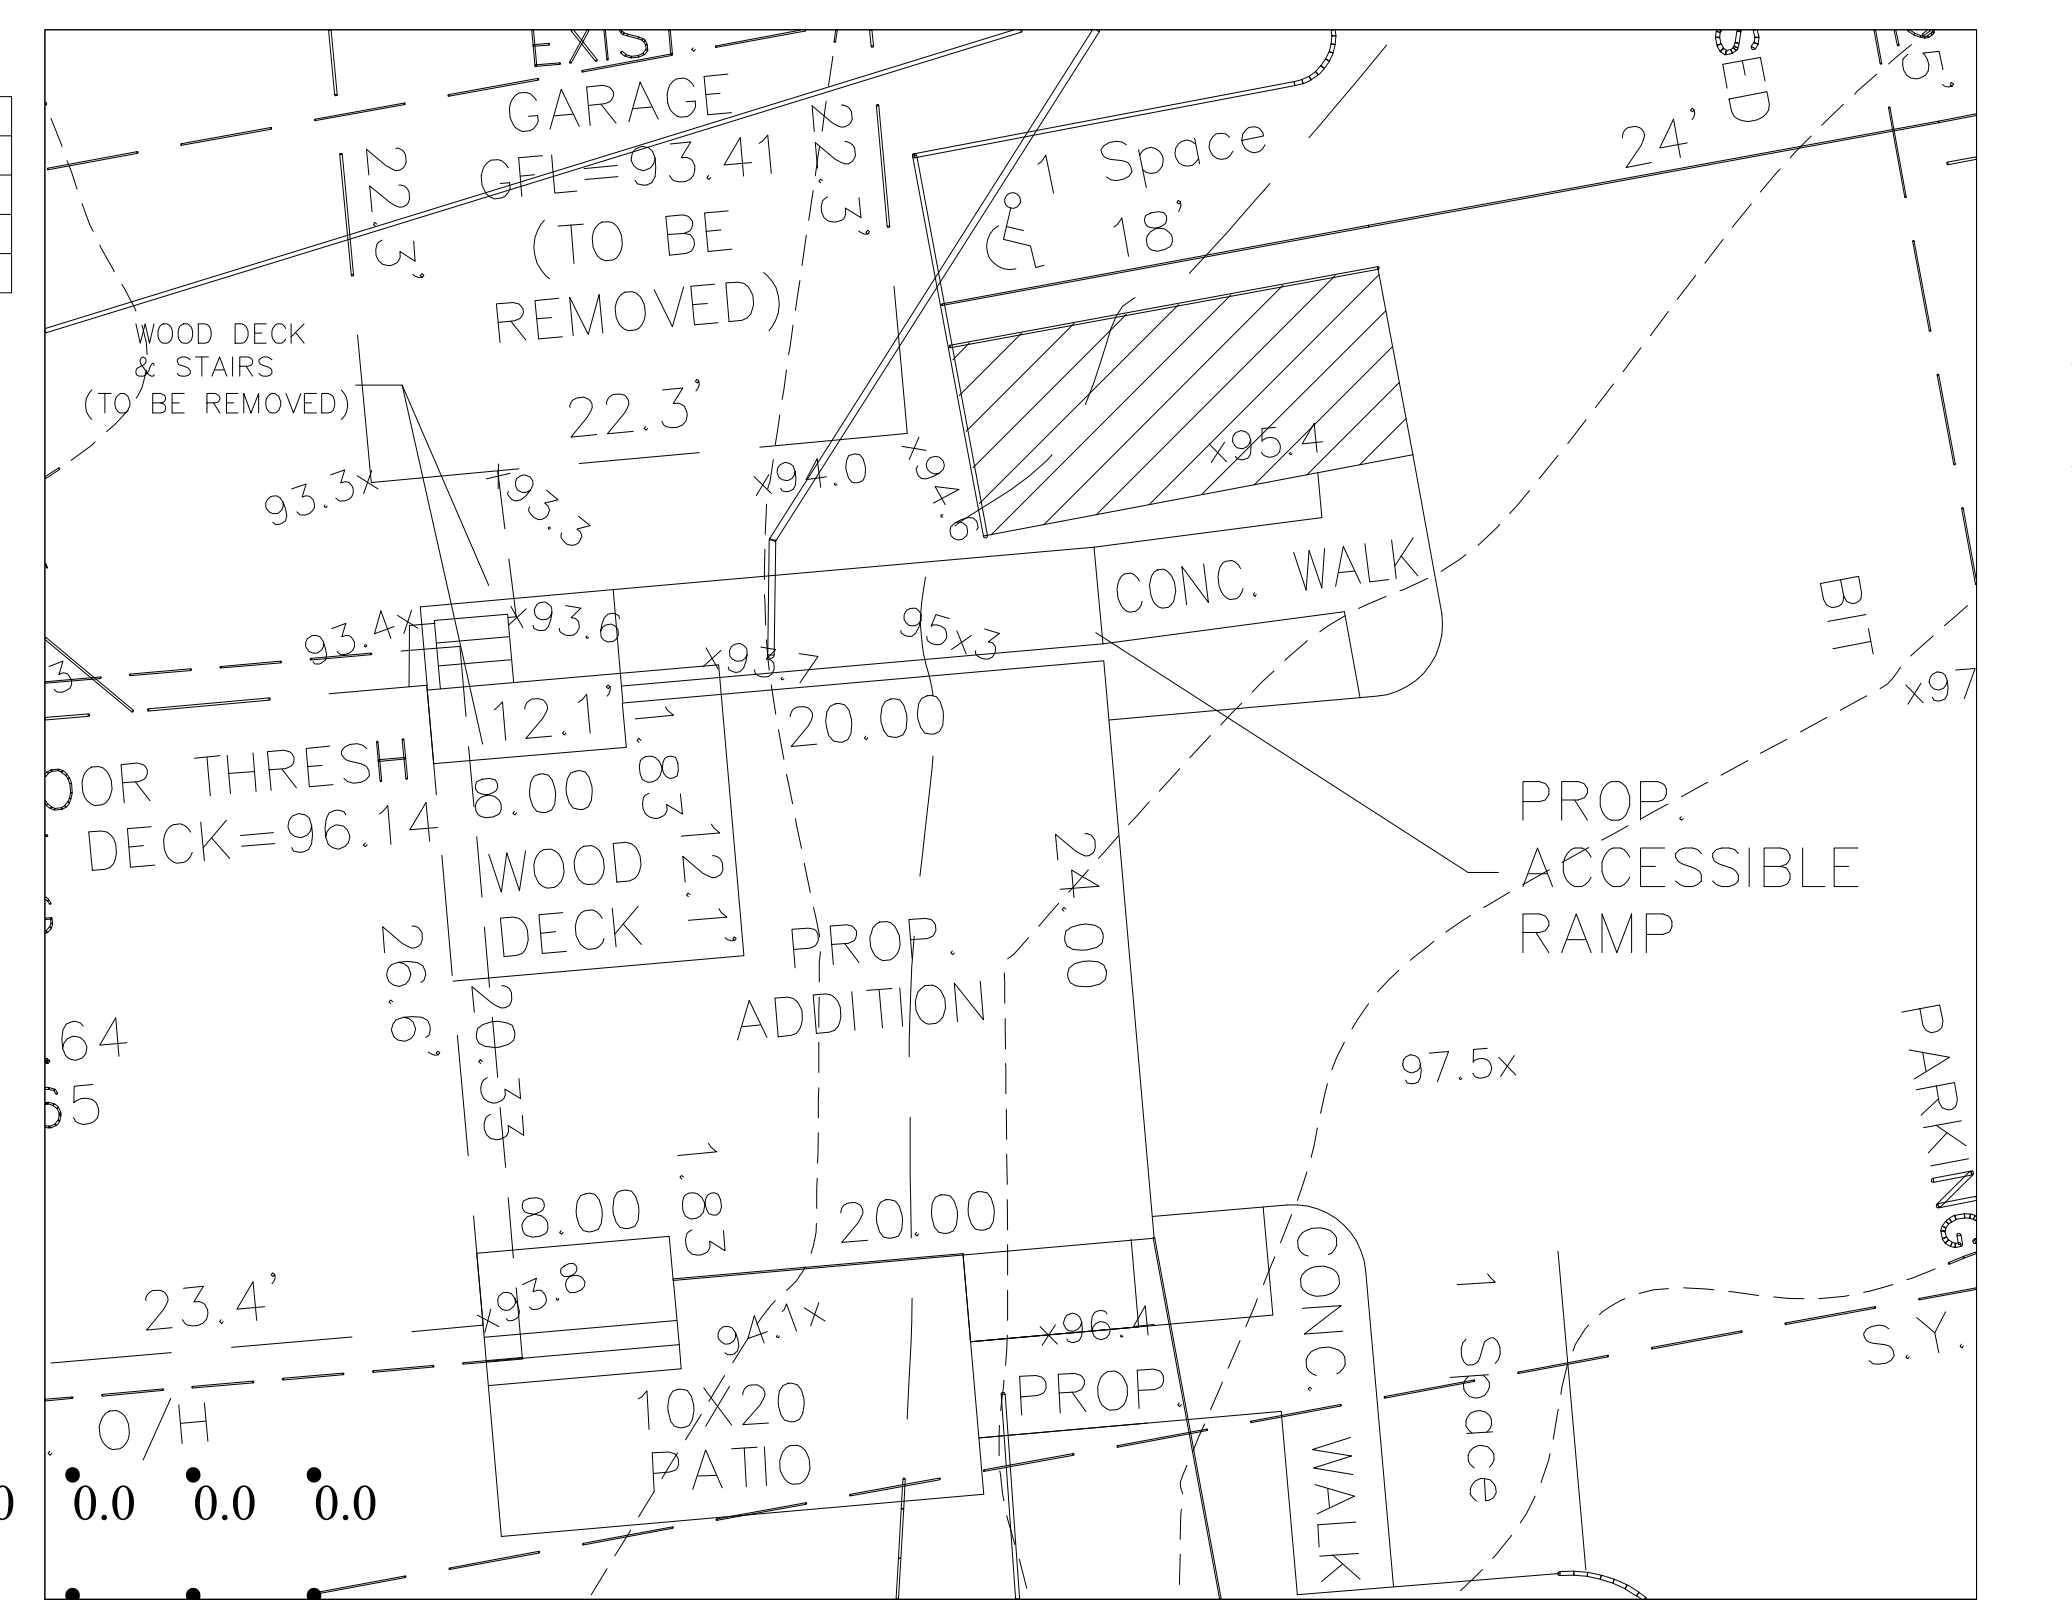 EXIST.
GARAGE
GFL=93.41
(TO BE
REMOVED)
22.3'
22.3'
22.3'
1 Space
18'
24'
SED
5'
WOOD DECK
& STAIRS
(TO BE REMOVED)
93.3x
93.3
x94.0
x94.6
x95.4
CONC. WALK
93.4x
x93.6
x93.7
95x3
BIT
x97
3
12.1'
1.83
20.00
OOR THRESH
DECK=96.14
8.00
WOOD
DECK
12.1'
24.00
PROP.
ACCESSIBLE
RAMP
PROP.
ADDITION
26.6'
20.33
64
65
97.5x
PARKING
8.00
1.83
20.00
23.4'
x93.8
94.1x
x96.4
PROP.
CONC. WALK
1 Space
S.Y.
10X20
PATIO
O/H
0.0 0.0 0.0